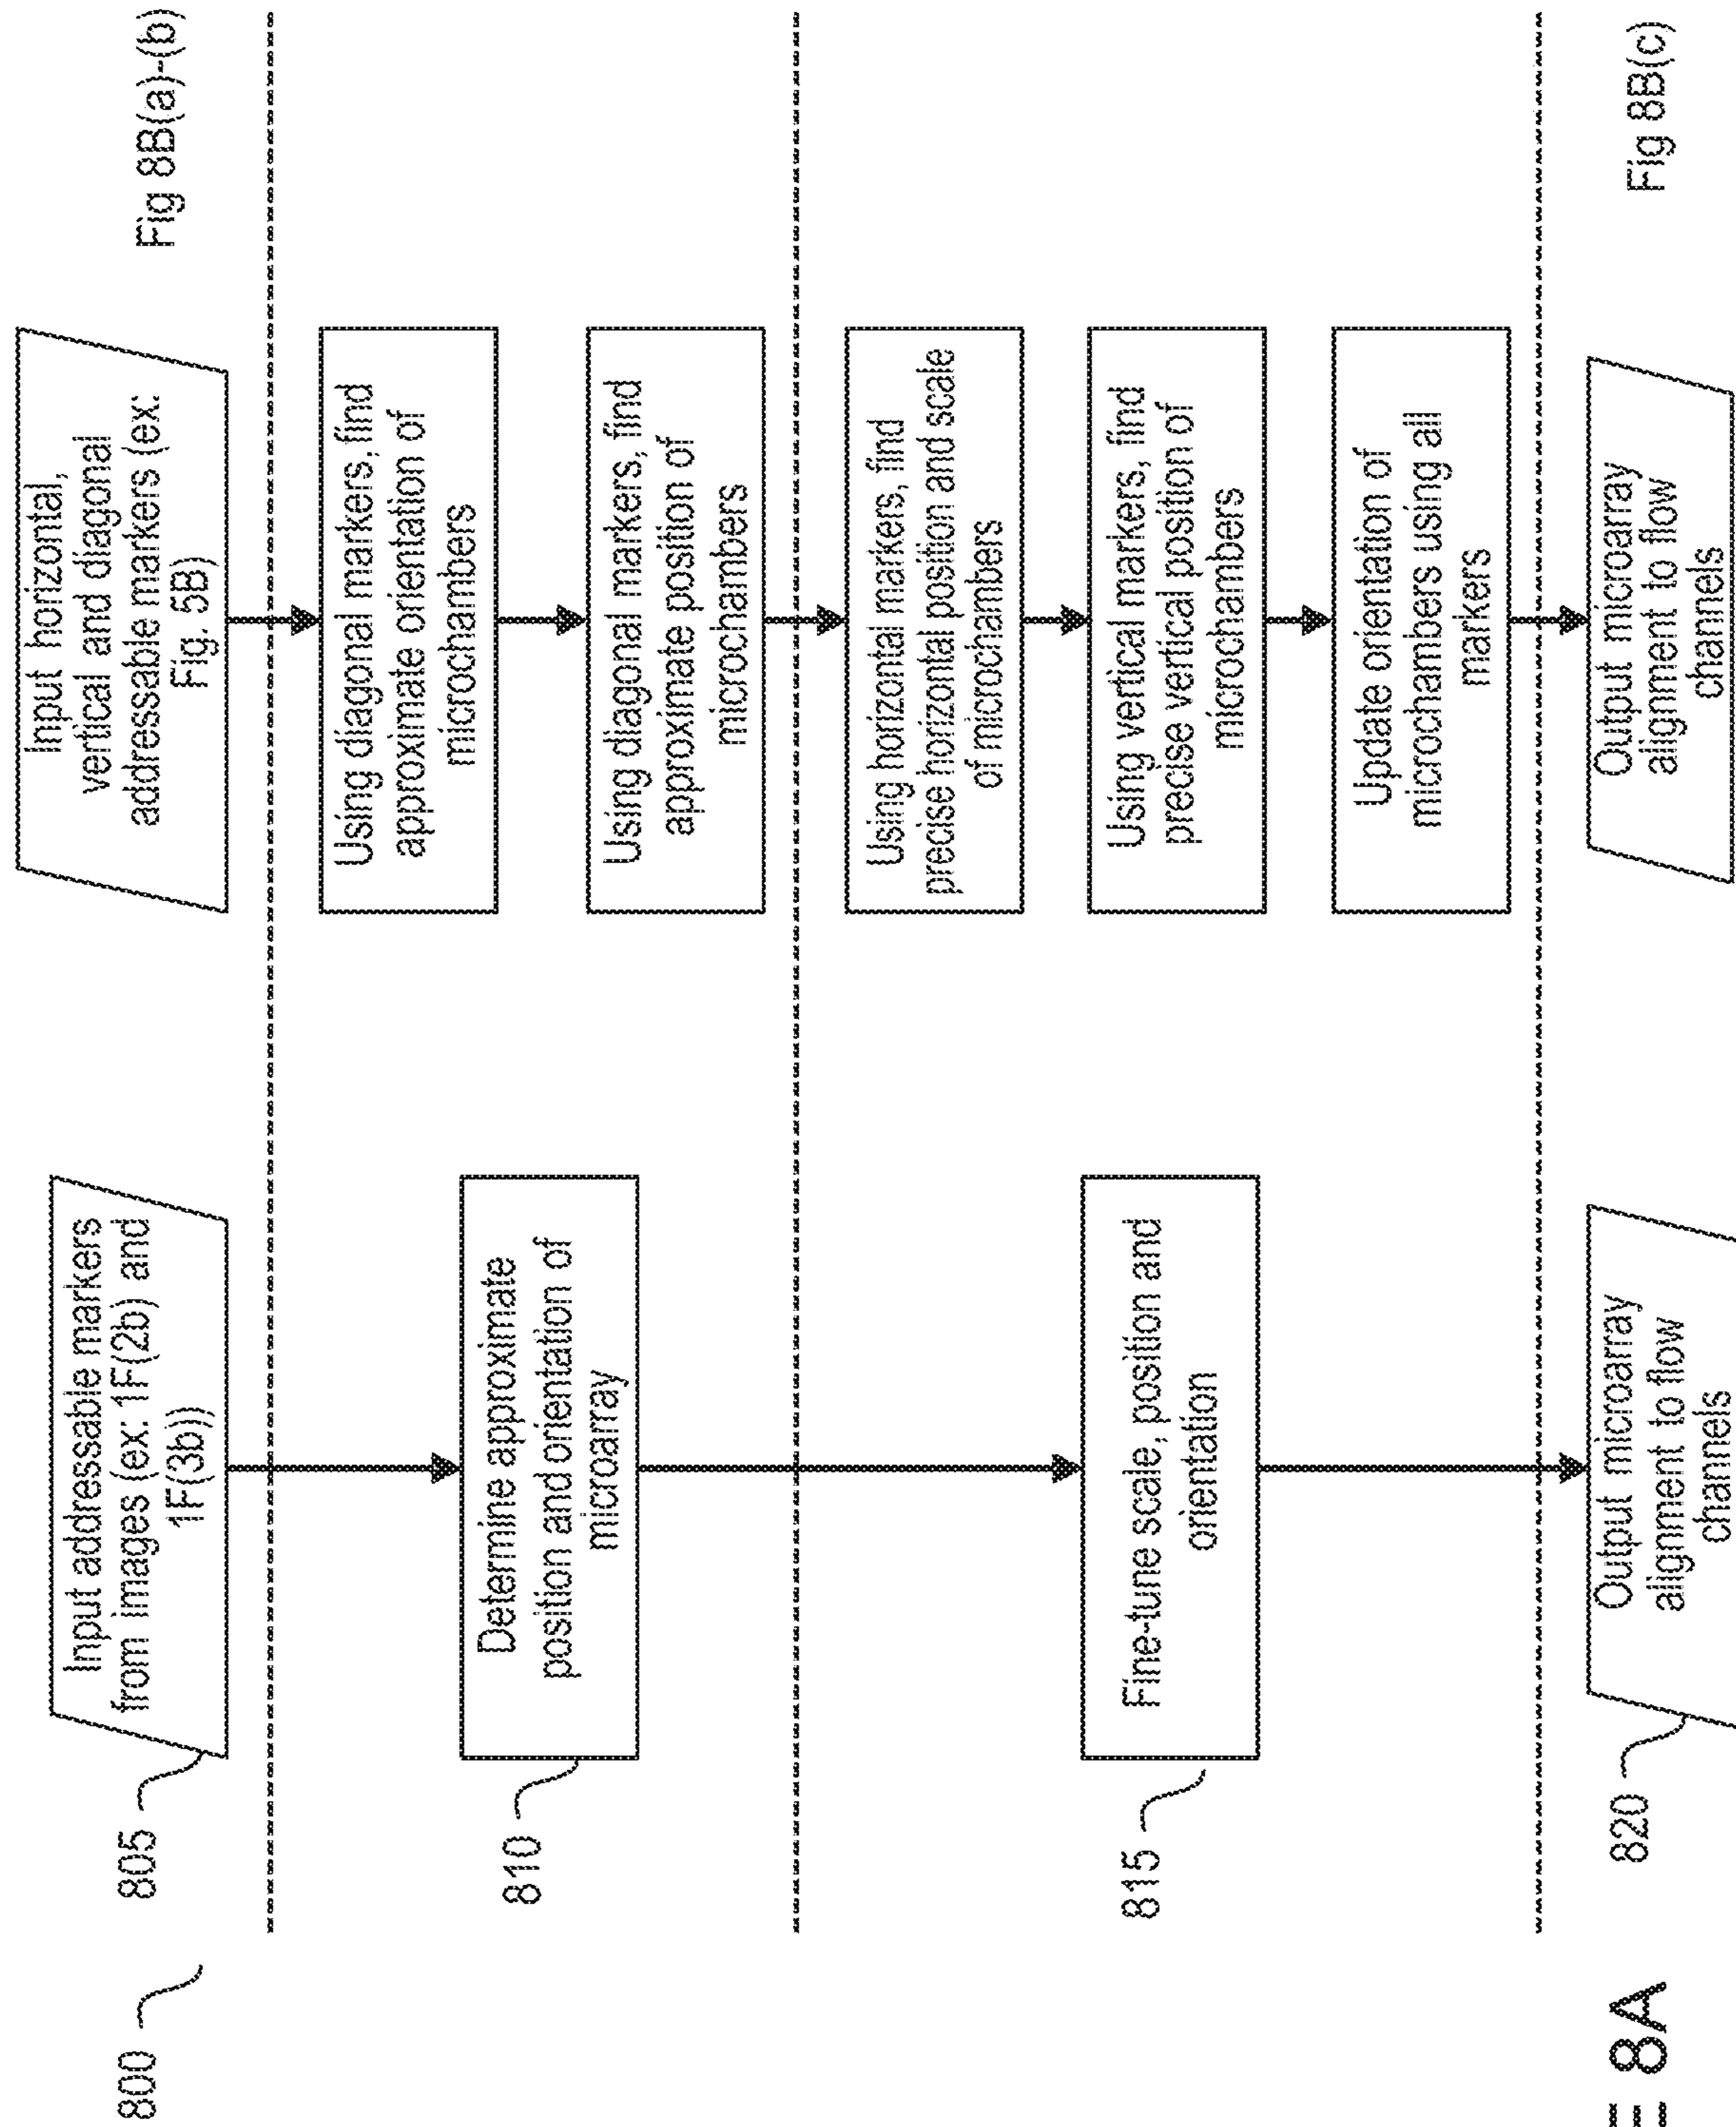 800
805
Input addressable markers
from images (ex: 1F(2b) and
1F(3b))
810
Determine approximate
position and orientation of
microarray
815
Fine-tune scale, position and
orientation
820
Output microarray
alignment to flow
channels
Input horizontal,
vertical and diagonal
addressable markers (ex:
Fig. 5B)
Fig 8B(a)-(b)
Using diagonal markers, find
approximate orientation of
microchambers
Using diagonal markers, find
approximate position of
microchambers
Using horizontal markers, find
precise horizontal position and scale
of microchambers
Using vertical markers, find
precise vertical position of
microchambers
Update orientation of
microchambers using all
markers
Output microarray
alignment to flow
channels
Fig 8B(c)
8A